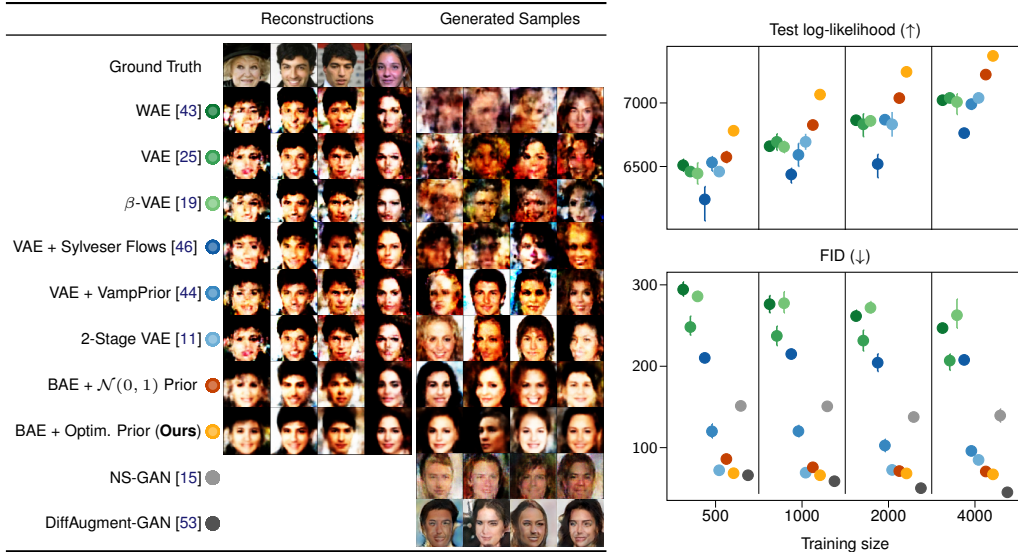 Reconstructions Generated Samples
Ground Truth
WAE [43]
VAE [25]
β-VAE [19]
VAE + Sylveser Flows [46]
VAE + VampPrior [44]
2-Stage VAE [11]
BAE + N(0, 1) Prior
BAE + Optim. Prior (Ours)
NS-GAN [15]
DiffAugment-GAN [53]
Test log-likelihood (↑)
7000
6500
FID (↓)
300
200
100
500 1000 2000 4000
Training size